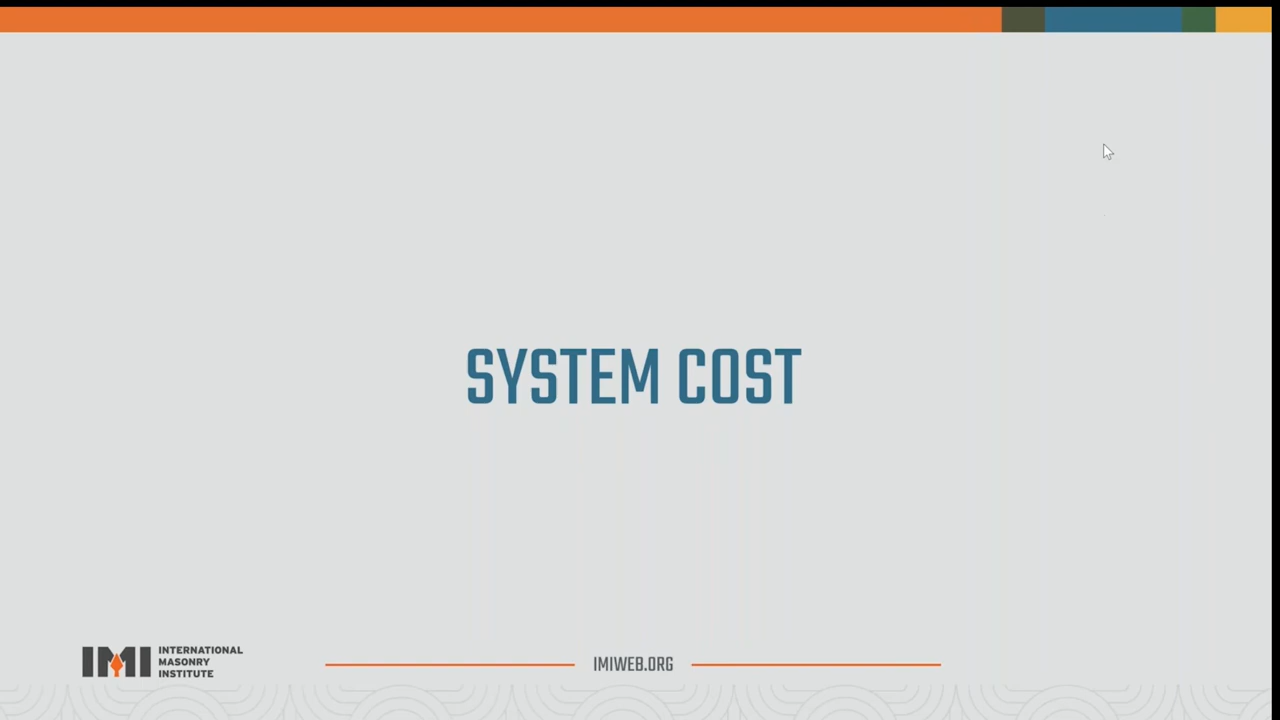 SYSTEM COST
IMI
INTERNATIONAL
MASONRY
INSTITUTE
IMIWEB.ORG